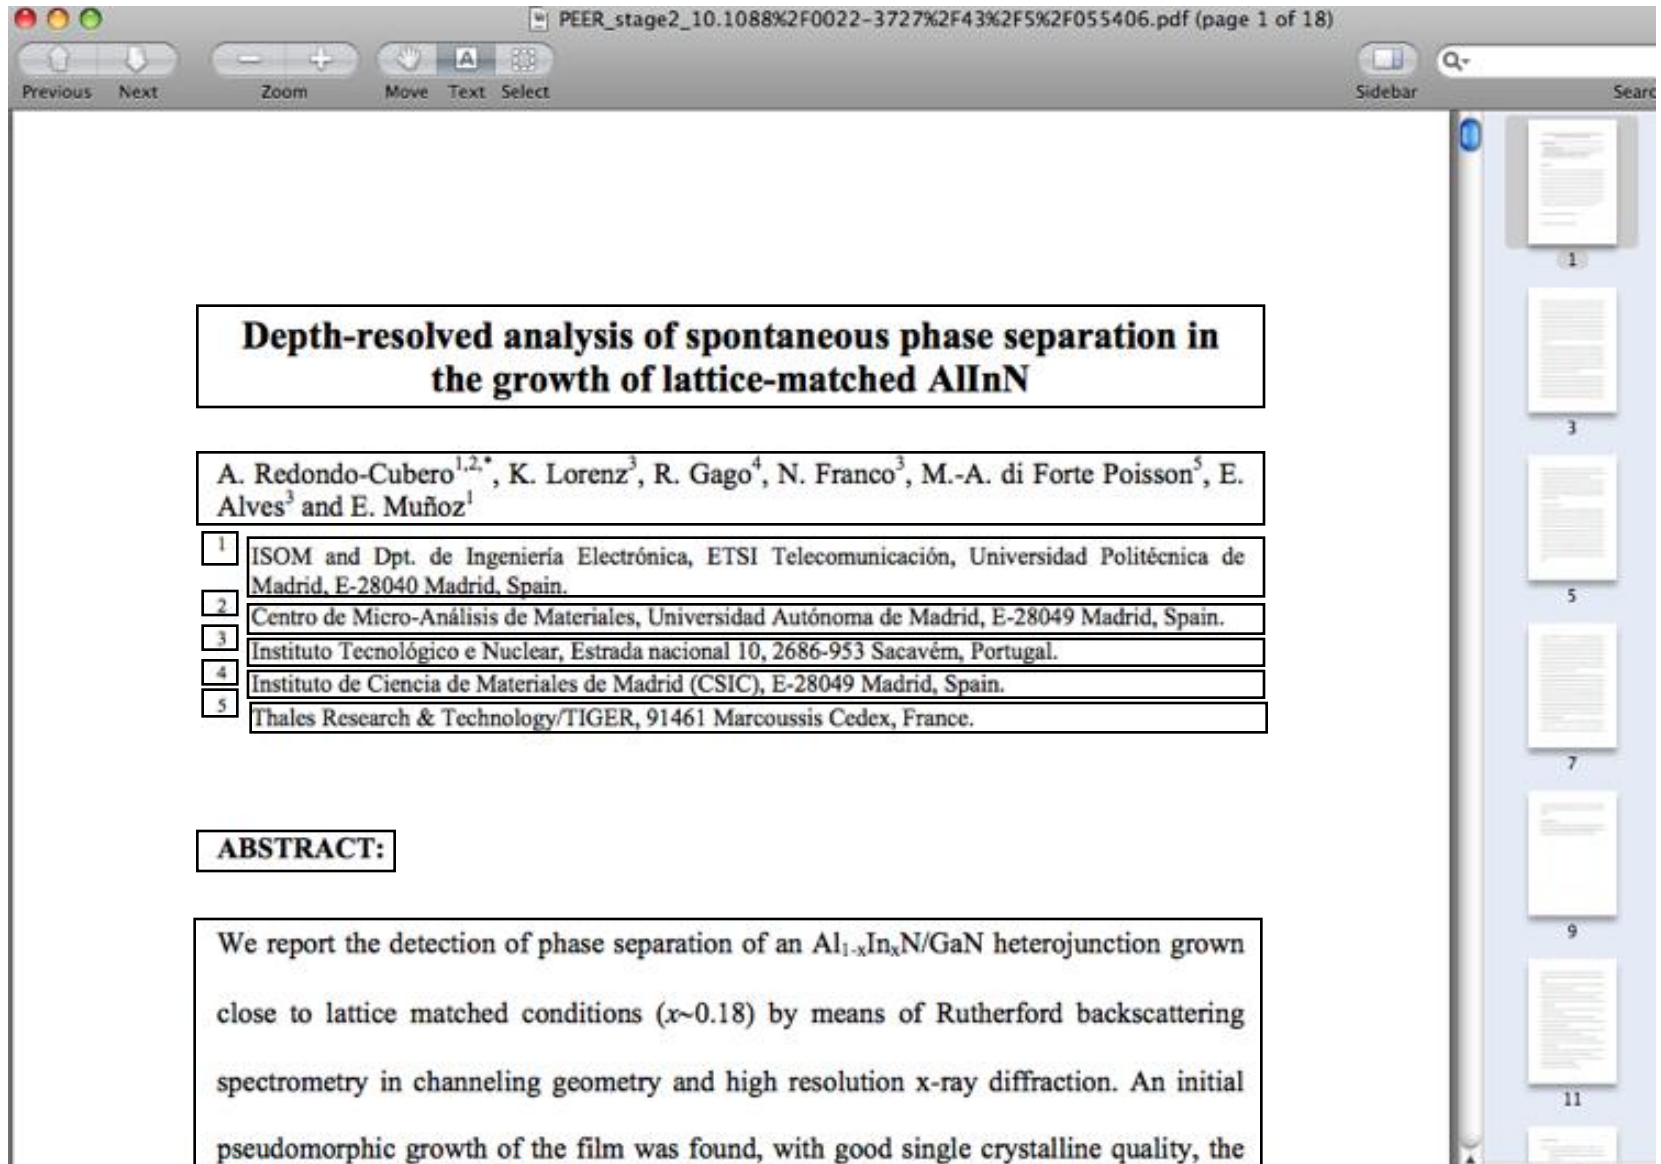 PEER_stage2_10.1088%2F0022-3727%2F43%2F5%2F055406.pdf (page 1 of 18)
Previous Next Zoom Move Text Select Sidebar
Depth-resolved analysis of spontaneous phase separation in
the growth of lattice-matched AlInN
A. Redondo-Cubero1,2,*, K. Lorenz3, R. Gago4, N. Franco3, M.-A. di Forte Poisson5, E.
Alves3 and E. Muñoz1
1
ISOM and Dpt. de Ingeniería Electrónica, ETSI Telecomunicación, Universidad Politécnica de
Madrid, E-28040 Madrid, Spain.
2
Centro de Micro-Análisis de Materiales, Universidad Autónoma de Madrid, E-28049 Madrid, Spain.
3
Instituto Tecnológico e Nuclear, Estrada nacional 10, 2686-953 Sacavém, Portugal.
4
Instituto de Ciencia de Materiales de Madrid (CSIC), E-28049 Madrid, Spain.
5
Thales Research & Technology/TIGER, 91461 Marcoussis Cedex, France.
ABSTRACT:
We report the detection of phase separation of an Al1-xInxN/GaN heterojunction grown
close to lattice matched conditions (x~0.18) by means of Rutherford backscattering
spectrometry in channeling geometry and high resolution x-ray diffraction. An initial
pseudomorphic growth of the film was found, with good single crystalline quality, the
1
3
5
7
9
11